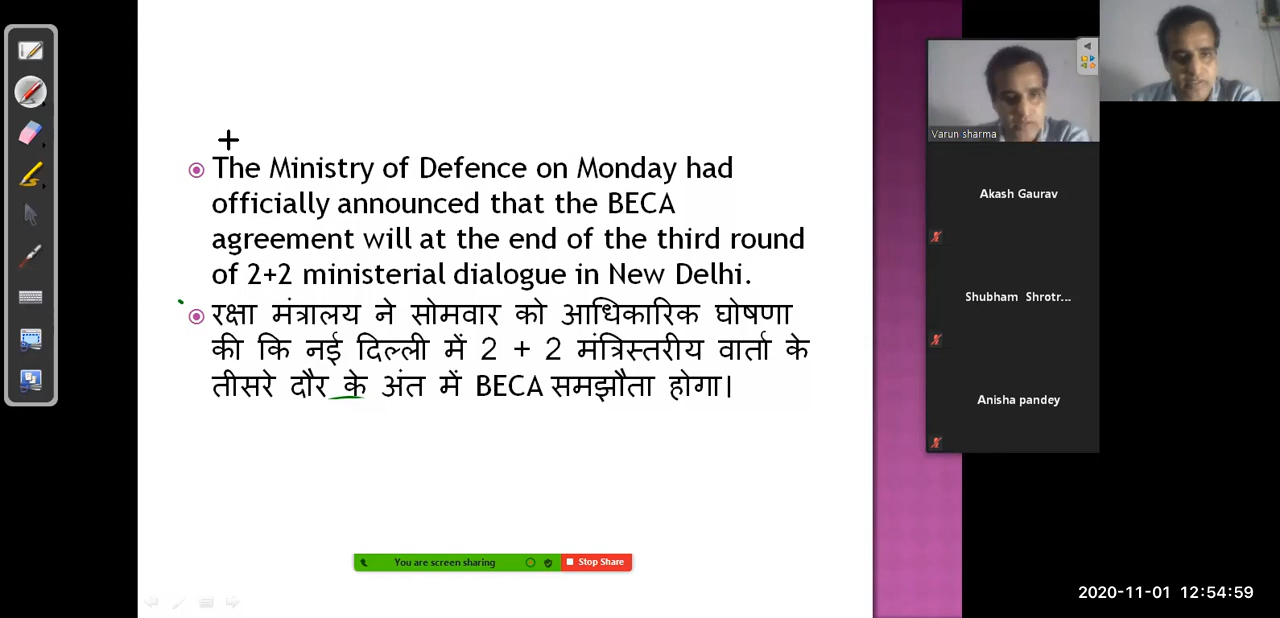 The Ministry of Defence on Monday had
officially announced that the BECA
agreement will at the end of the third round
of 2+2 ministerial dialogue in New Delhi.
रक्षा मंत्रालय ने सोमवार को आधिकारिक घोषणा
की कि नई दिल्ली में 2 + 2 मंत्रिस्तरीय वार्ता के
तीसरे दौर के अंत में BECA समझौता होगा।
You are screen sharing
Stop Share
Varun sharma
Akash Gaurav
Shubham Shrotr...
Anisha pandey
2020-11-01 12:54:59